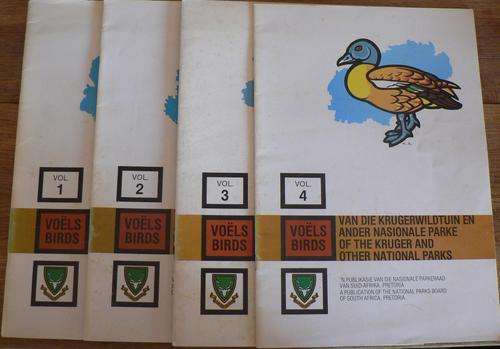 VOL.
1
VOËLS
BIRDS
VOL.
2
VOËLS
BIRDS
VOL.
3
VOËLS
BIRDS
VOL.
4
VOËLS
BIRDS
VAN DIE KRUGERWILDTUIN EN
ANDER NASIONALE PARKE
OF THE KRUGER AND
OTHER NATIONAL PARKS
'N PUBLIKASIE VAN DIE NASIONALE PARKERAAD
VAN SUID-AFRIKA, PRETORIA
A PUBLICATION OF THE NATIONAL PARKS BOARD
OF SOUTH AFRICA, PRETORIA